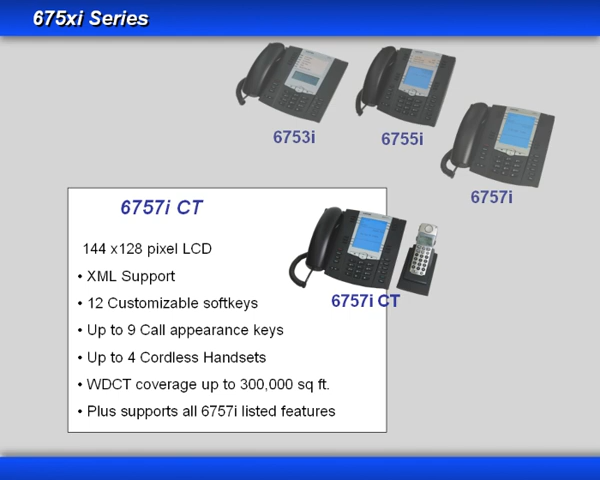 675xi Series
6753i
6755i
6757i
6757i CT
144 x128 pixel LCD
• XML Support
• 12 Customizable softkeys
• Up to 9 Call appearance keys
• Up to 4 Cordless Handsets
• WDCT coverage up to 300,000 sq ft.
• Plus supports all 6757i listed features
6757i CT